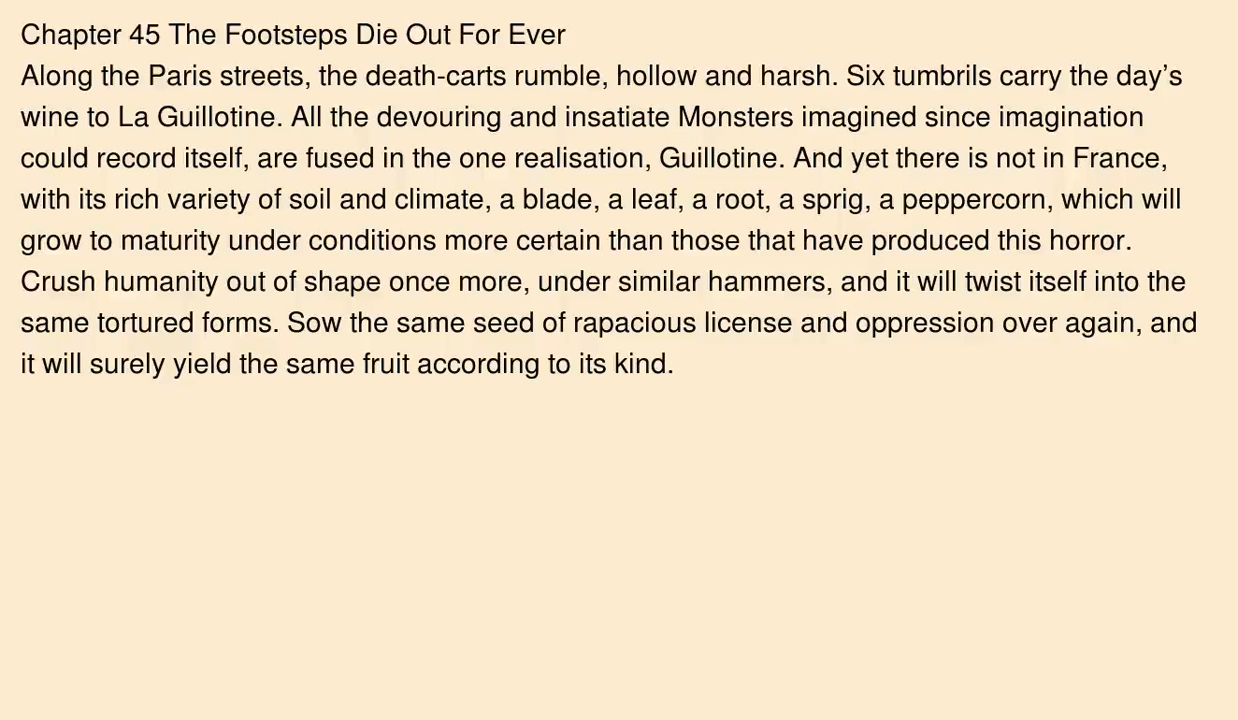 Chapter 45 The Footsteps Die Out For Ever
Along the Paris streets, the death-carts rumble, hollow and harsh. Six tumbrils carry the day’s
wine to La Guillotine. All the devouring and insatiate Monsters imagined since imagination
could record itself, are fused in the one realisation, Guillotine. And yet there is not in France,
with its rich variety of soil and climate, a blade, a leaf, a root, a sprig, a peppercorn, which will
grow to maturity under conditions more certain than those that have produced this horror.
Crush humanity out of shape once more, under similar hammers, and it will twist itself into the
same tortured forms. Sow the same seed of rapacious license and oppression over again, and
it will surely yield the same fruit according to its kind.